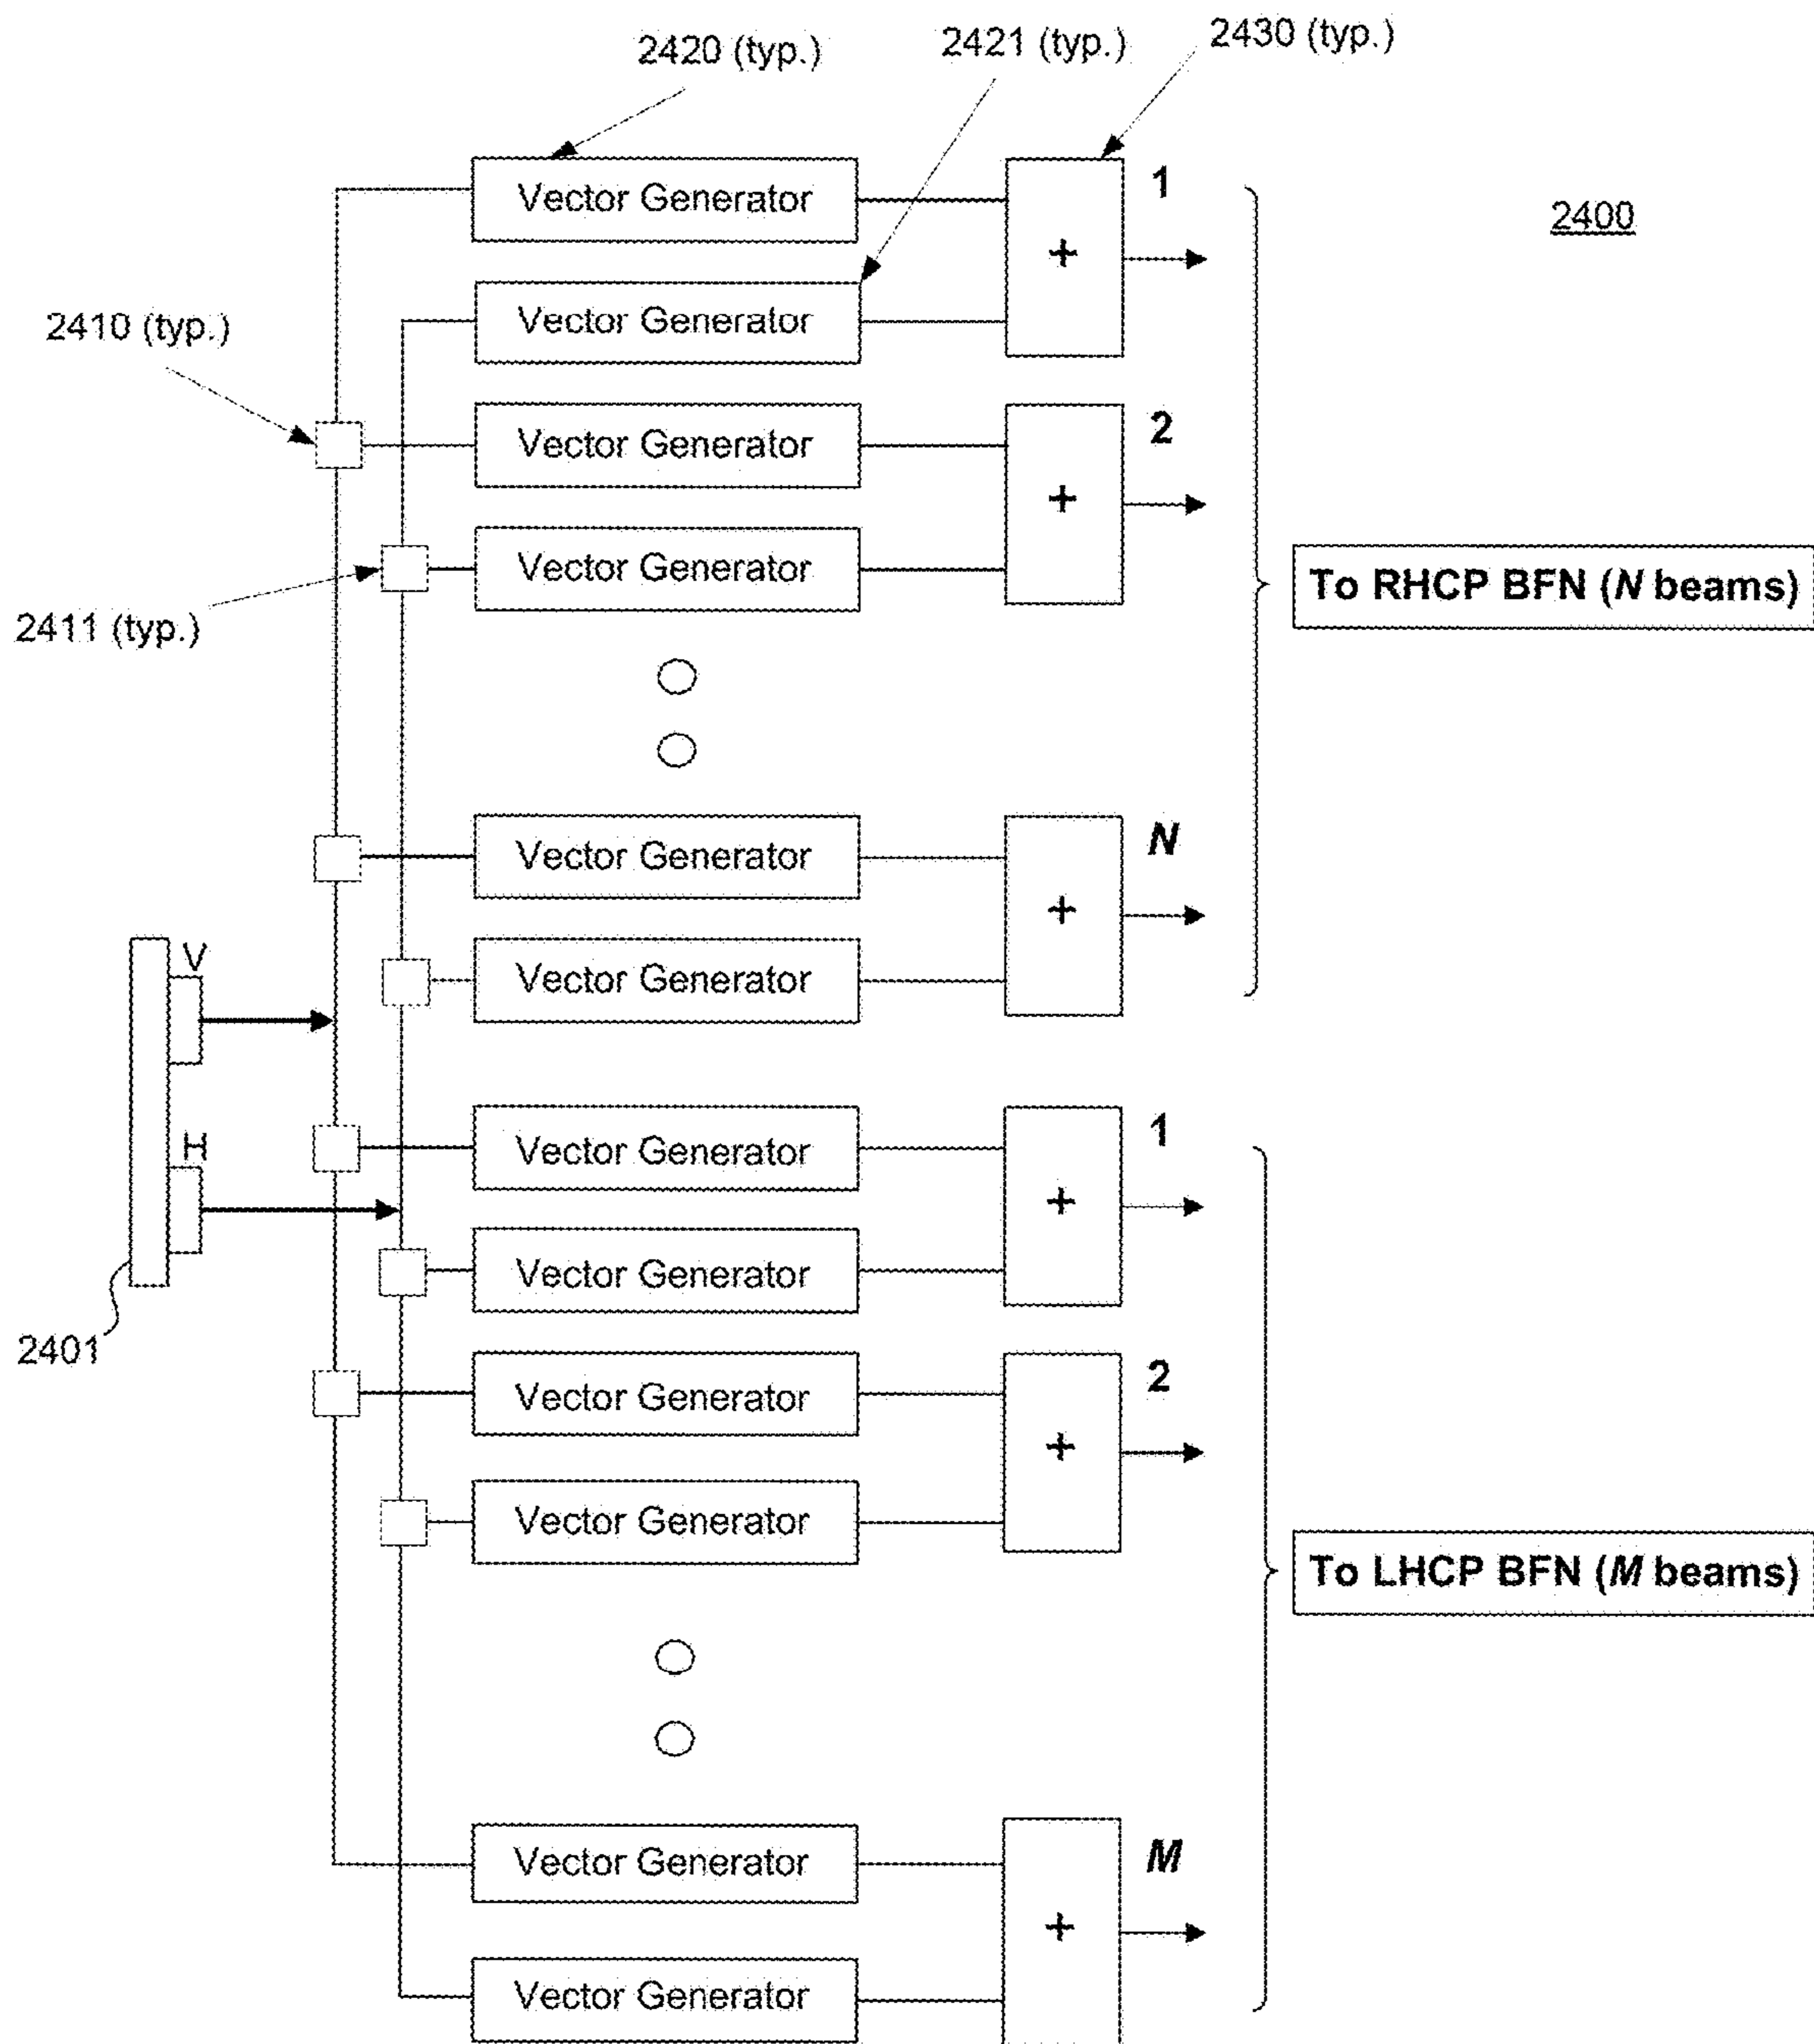 2420 (typ.)
2421 (typ.)
2430 (typ.)
Vector Generator
1
2400
+
Vector Generator
2410 (typ.)
Vector Generator
2
+
Vector Generator
To RHCP BFN (N beams)
2411 (typ.)
Vector Generator
N
+
V
Vector Generator
H
Vector Generator
1
+
Vector Generator
2401
Vector Generator
2
+
Vector Generator
To LHCP BFN (M beams)
Vector Generator
M
+
Vector Generator